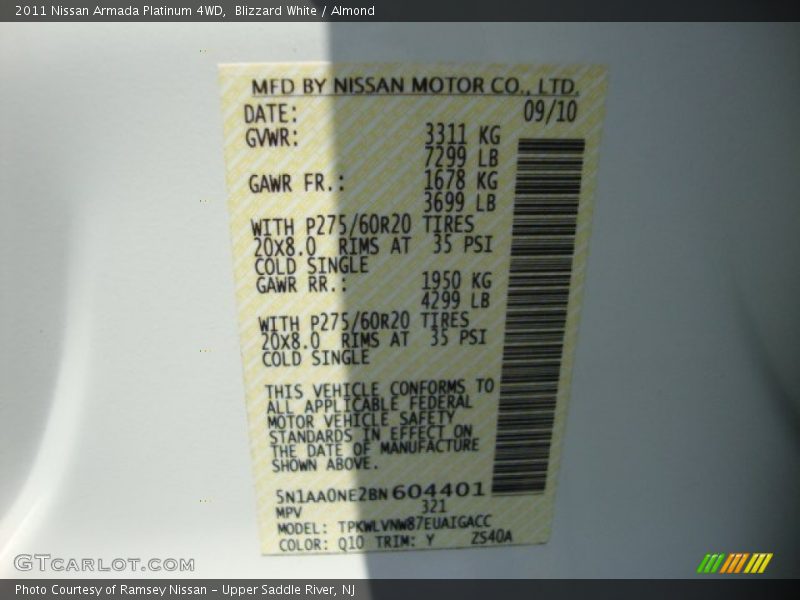 2011 Nissan Armada Platinum 4WD,  Blizzard White / Almond
MFD BY NISSAN MOTOR CO., LTD.
DATE: 09/10
GVWR: 3311 KG
7299 LB
GAWR FR.: 1678 KG
3699 LB
WITH P275/60R20 TIRES
20X8.0 RIMS AT 35 PSI
COLD SINGLE
GAWR RR.: 1950 KG
4299 LB
WITH P275/60R20 TIRES
20X8.0 RIMS AT 35 PSI
COLD SINGLE
THIS VEHICLE CONFORMS TO
ALL APPLICABLE FEDERAL
MOTOR VEHICLE SAFETY
STANDARDS IN EFFECT ON
THE DATE OF MANUFACTURE
SHOWN ABOVE.
5N1AA0NE2BN604401
MPV 321
MODEL: TPKWLVNW87EUAIGACC
COLOR: Q10 TRIM: Y ZS40A
GTCARLOT.COM
Photo Courtesy of Ramsey Nissan – Upper Saddle River, NJ